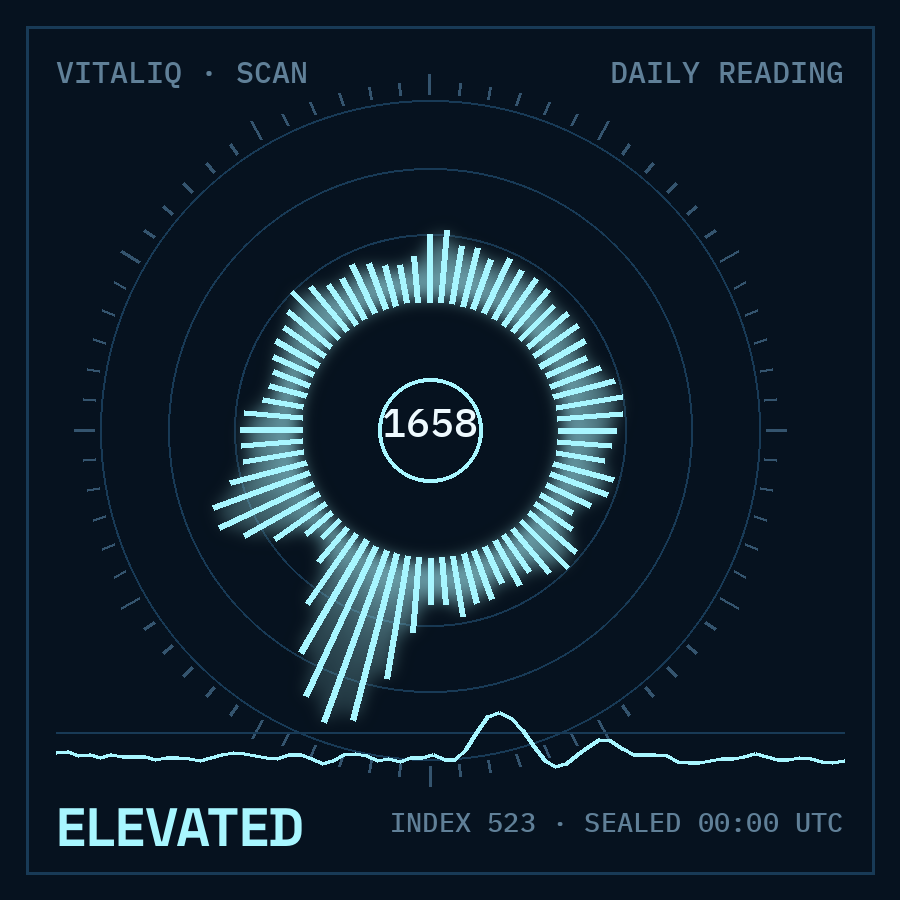 VITALIQ · SCAN
DAILY READING
1658
ELEVATED
INDEX 523 · SEALED 00:00 UTC